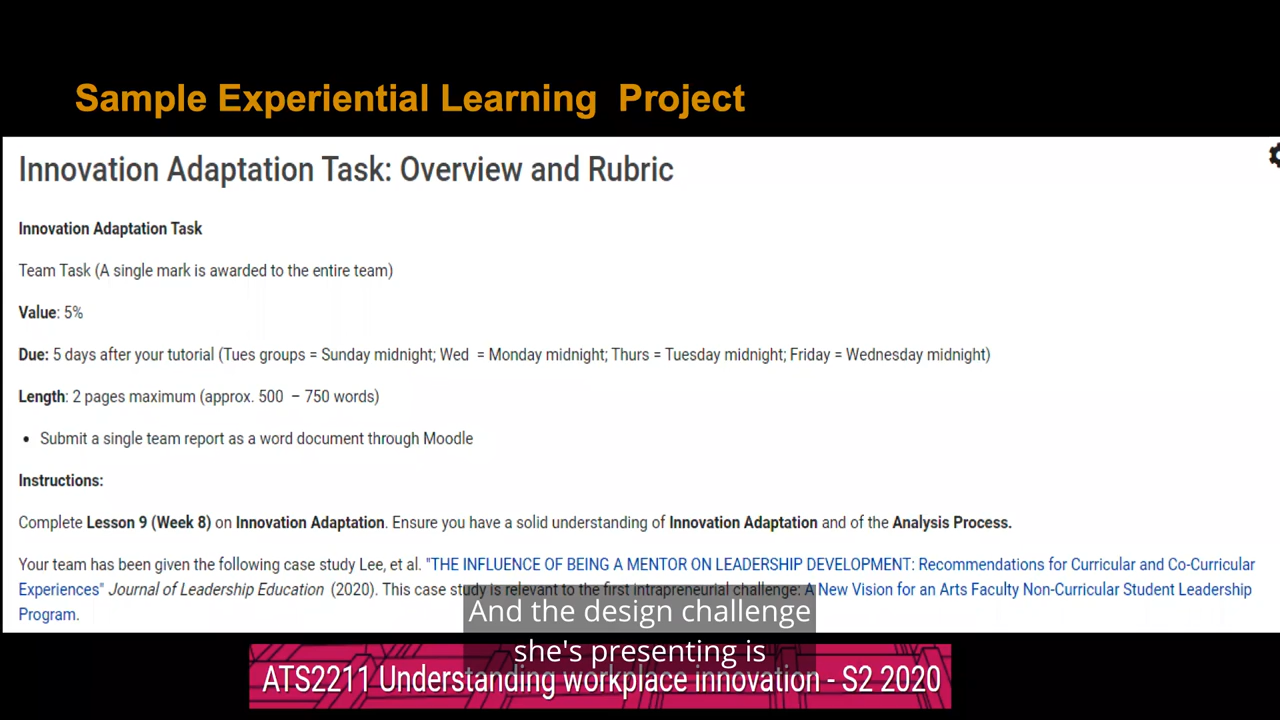 Sample Experiential Learning  Project
Innovation Adaptation Task: Overview and Rubric
Innovation Adaptation Task
Team Task (A single mark is awarded to the entire team)
Value: 5%
Due: 5 days after your tutorial (Tues groups = Sunday midnight; Wed  = Monday midnight; Thurs = Tuesday midnight; Friday = Wednesday midnight)
Length: 2 pages maximum (approx. 500  – 750 words)
• Submit a single team report as a word document through Moodle
Instructions:
Complete Lesson 9 (Week 8) on Innovation Adaptation. Ensure you have a solid understanding of Innovation Adaptation and of the Analysis Process.
Your team has been given the following case study Lee, et al. "THE INFLUENCE OF BEING A MENTOR ON LEADERSHIP DEVELOPMENT: Recommendations for Curricular and Co-Curricular
Experiences" Journal of Leadership Education (2020). This case study is relevant to the first intrapreneurial challenge: A New Vision for an Arts Faculty Non-Curricular Student Leadership
Program.
And the design challenge
she's presenting is
ATS2211 Understanding workplace innovation - S2 2020